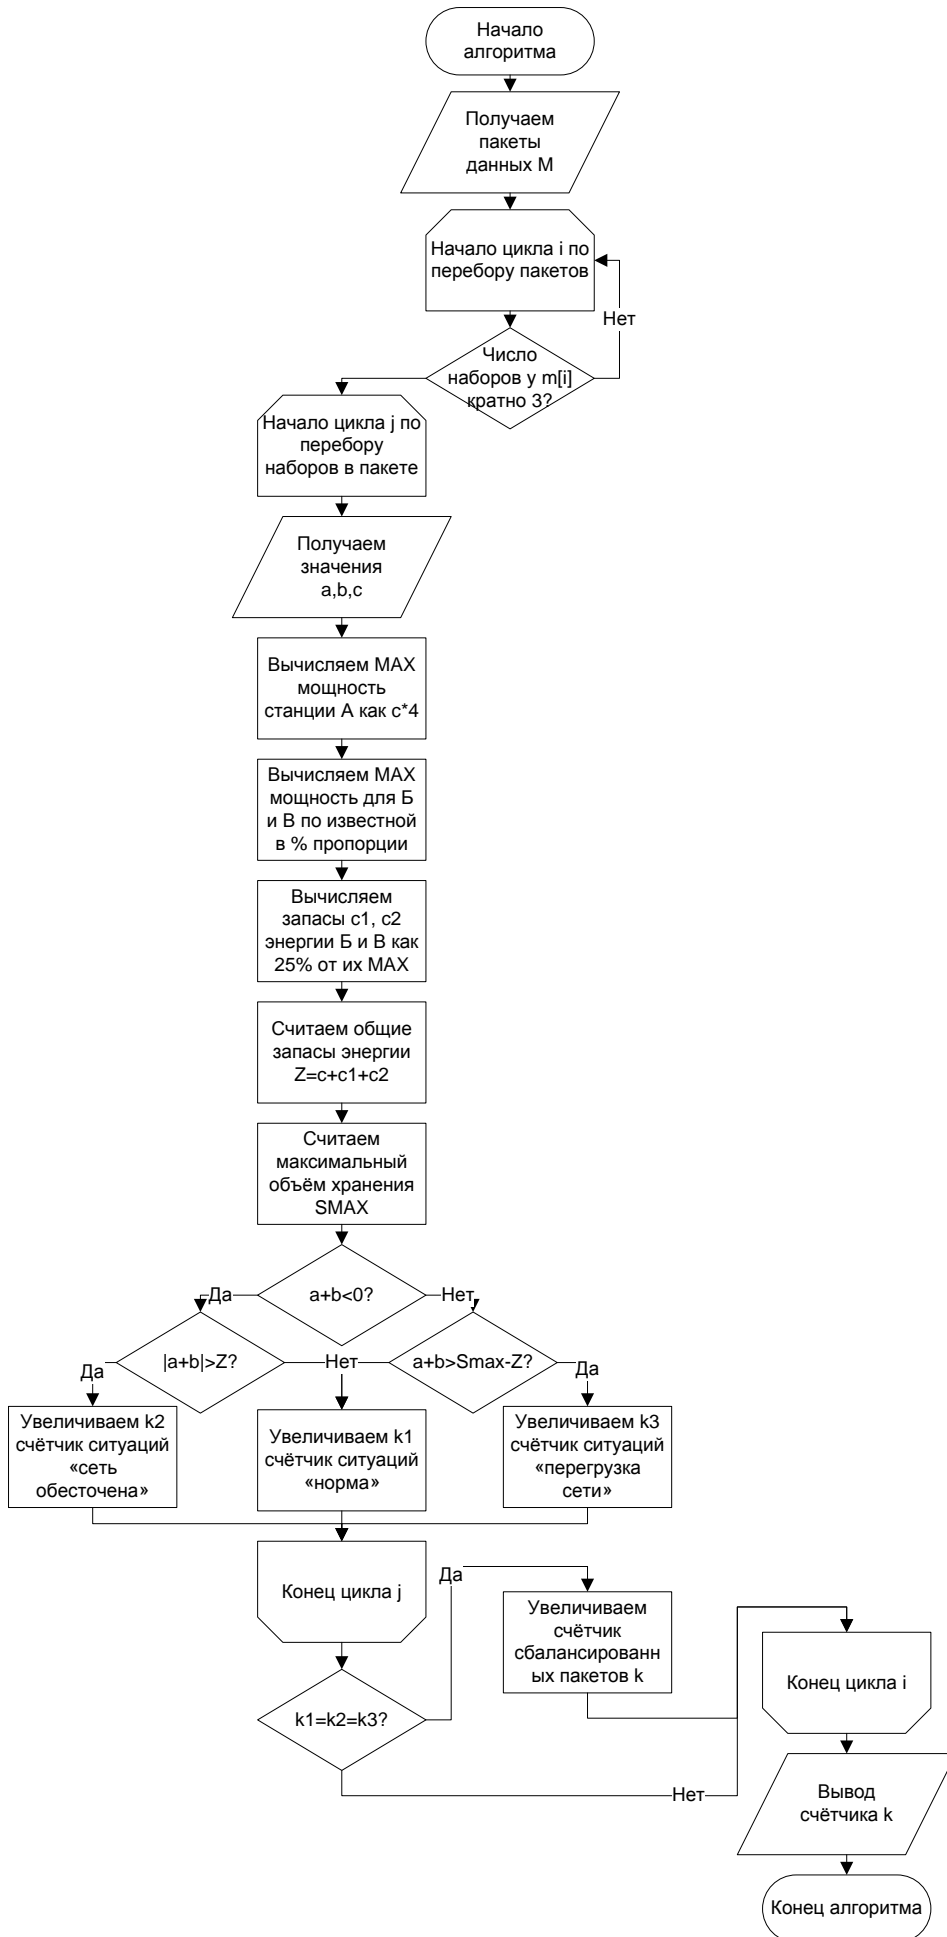 Начало
алгоритма
Получаем
пакеты
данных М
Начало цикла i по
перебору пакетов
Нет
Число
наборов у m[i]
кратно 3?
Начало цикла j по
перебору
наборов в пакете
Получаем
значения
a,b,c
Вычисляем MAX
мощность
станции А как c*4
Вычисляем MAX
мощность для Б
и В по известной
в % пропорции
Вычисляем
запасы c1, c2
энергии Б и В как
25% от их MAX
Считаем общие
запасы энергии
Z=c+c1+c2
Считаем
максимальный
объём хранения
SMAX
Да
a+b<0?
Нет
Да
|a+b|>Z?
Нет
a+b>Smax-Z?
Да
Увеличиваем k2
счётчик ситуаций
«сеть
обесточена»
Увеличиваем k1
счётчик ситуаций
«норма»
Увеличиваем k3
счётчик ситуаций
«перегрузка
сети»
Конец цикла j
Да
Увеличиваем
счётчик
сбалансированн
ых пакетов k
Конец цикла i
k1=k2=k3?
Нет
Вывод
счётчика k
Конец алгоритма